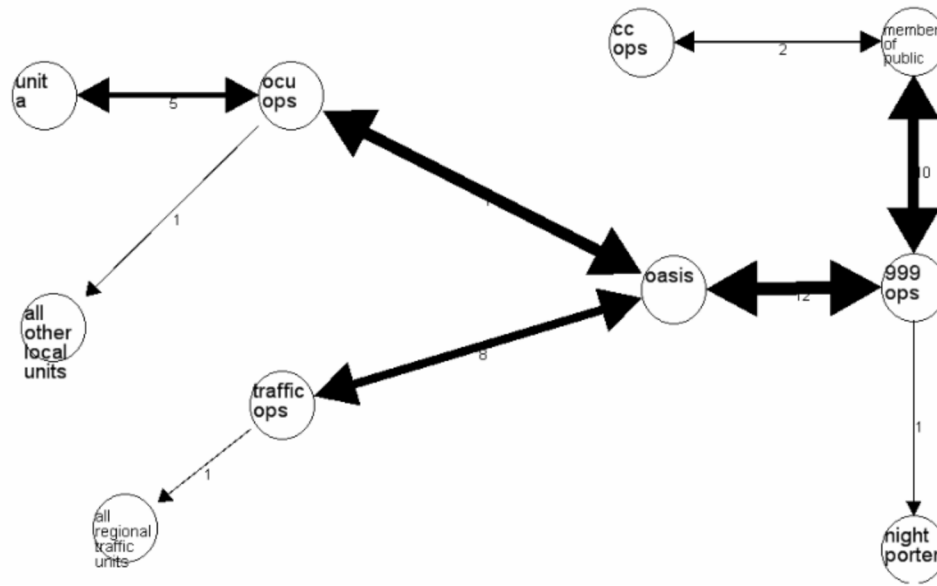 cc
ops
2
member
of
public
unit
a
5
ocu
ops
10
1
oasis
12
999
ops
all
other
local
units
8
traffic
ops
1
1
all
regional
traffic
units
night
porter